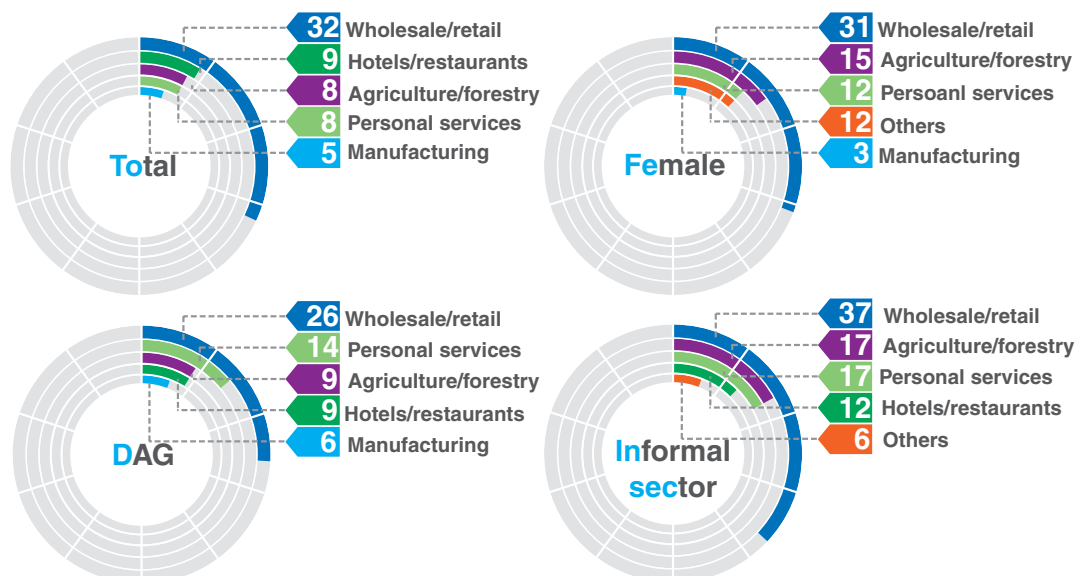 32 Wholesale/retail
9 Hotels/restaurants
8 Agriculture/forestry
8 Personal services
5 Manufacturing
Total
31 Wholesale/retail
15 Agriculture/forestry
12 Persoanl services
12 Others
3 Manufacturing
Female
26 Wholesale/retail
14 Personal services
9 Agriculture/forestry
9 Hotels/restaurants
6 Manufacturing
DAG
37 Wholesale/retail
17 Agriculture/forestry
17 Personal services
12 Hotels/restaurants
6 Others
Informal
sector